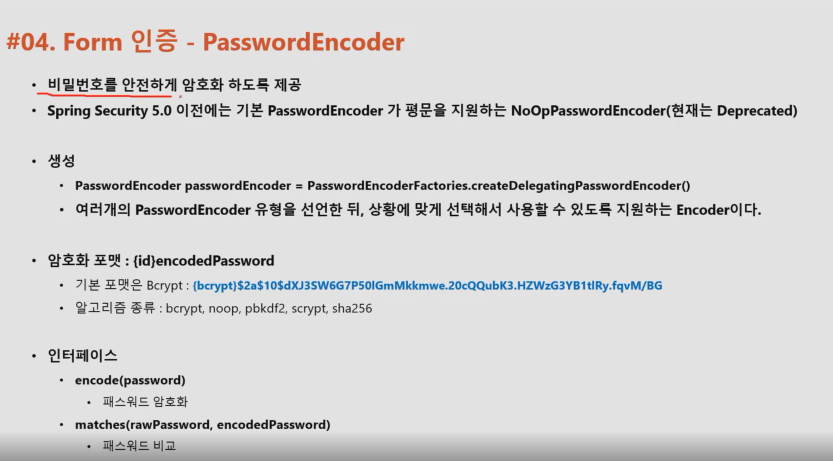 #04. Form 인증 - PasswordEncoder
• 비밀번호를 안전하게 암호화 하도록 제공
• Spring Security 5.0 이전에는 기본 PasswordEncoder 가 평문을 지원하는 NoOpPasswordEncoder(현재는 Deprecated)
• 생성
• PasswordEncoder passwordEncoder = PasswordEncoderFactories.createDelegatingPasswordEncoder()
• 여러개의 PasswordEncoder 유형을 선언한 뒤, 상황에 맞게 선택해서 사용할 수 있도록 지원하는 Encoder이다.
• 암호화 포맷 : {id}encodedPassword
• 기본 포맷은 Bcrypt : {bcrypt}$2a$10$dXJ3SW6G7P50lGmMkkmwe.20cQQubK3.HZWzG3YB1tlRy.fqvM/BG
• 알고리즘 종류 : bcrypt, noop, pbkdf2, scrypt, sha256
• 인터페이스
• encode(password)
• 패스워드 암호화
• matches(rawPassword, encodedPassword)
• 패스워드 비교